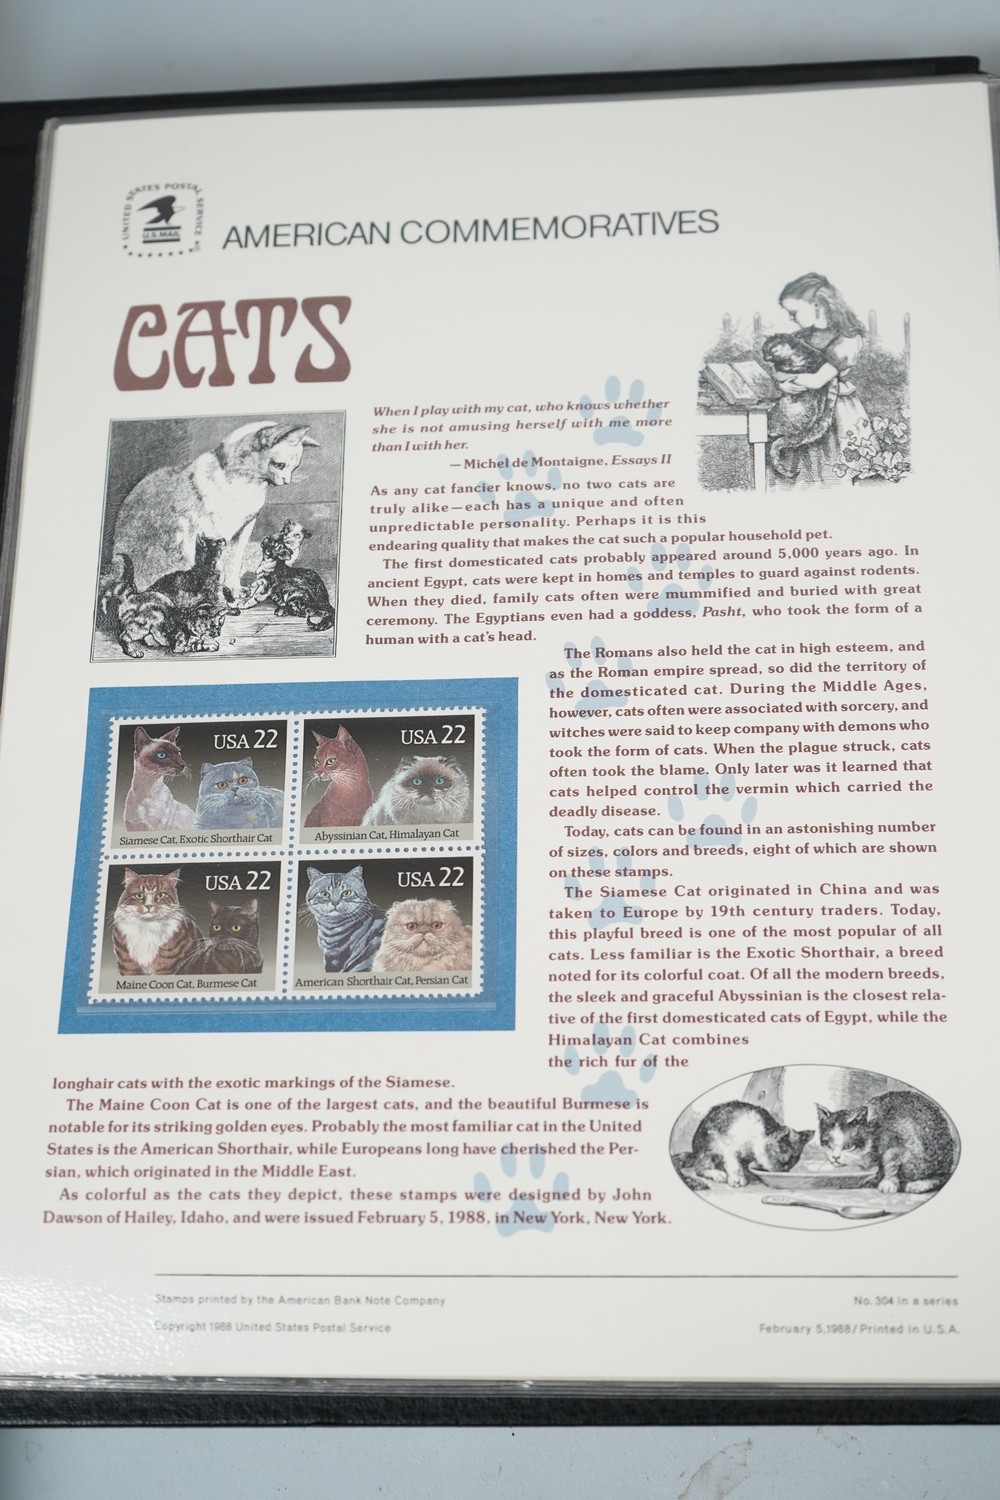 UNITED STATES POSTAL SERVICE
U.S. MAIL
AMERICAN COMMEMORATIVES
CATS
When I play with my cat, who knows whether
she is not amusing herself with me more
than I with her.
— Michel de Montaigne, Essays II
As any cat fancier knows, no two cats are
truly alike—each has a unique and often
unpredictable personality. Perhaps it is this
endearing quality that makes the cat such a popular household pet.
The first domesticated cats probably appeared around 5,000 years ago. In
ancient Egypt, cats were kept in homes and temples to guard against rodents.
When they died, family cats often were mummified and buried with great
ceremony. The Egyptians even had a goddess, Pasht, who took the form of a
human with a cat's head.
The Romans also held the cat in high esteem, and
as the Roman empire spread, so did the territory of
the domesticated cat. During the Middle Ages,
however, cats often were associated with sorcery, and
witches were said to keep company with demons who
took the form of cats. When the plague struck, cats
often took the blame. Only later was it learned that
cats helped control the vermin which carried the
deadly disease.
Today, cats can be found in an astonishing number
of sizes, colors and breeds, eight of which are shown
on these stamps.
The Siamese Cat originated in China and was
taken to Europe by 19th century traders. Today,
this playful breed is one of the most popular of all
cats. Less familiar is the Exotic Shorthair, a breed
noted for its colorful coat. Of all the modern breeds,
the sleek and graceful Abyssinian is the closest rela-
tive of the first domesticated cats of Egypt, while the
Himalayan Cat combines
the rich fur of the
longhair cats with the exotic markings of the Siamese.
The Maine Coon Cat is one of the largest cats, and the beautiful Burmese is
notable for its striking golden eyes. Probably the most familiar cat in the United
States is the American Shorthair, while Europeans long have cherished the Per-
sian, which originated in the Middle East.
As colorful as the cats they depict, these stamps were designed by John
Dawson of Hailey, Idaho, and were issued February 5, 1988, in New York, New York.
USA 22
Siamese Cat, Exotic Shorthair Cat
USA 22
Abyssinian Cat, Himalayan Cat
USA 22
Maine Coon Cat, Burmese Cat
USA 22
American Shorthair Cat, Persian Cat
Stamps printed by the American Bank Note Company
No. 304 in a series
Copyright 1988 United States Postal Service
February 5, 1988/Printed in U.S.A.